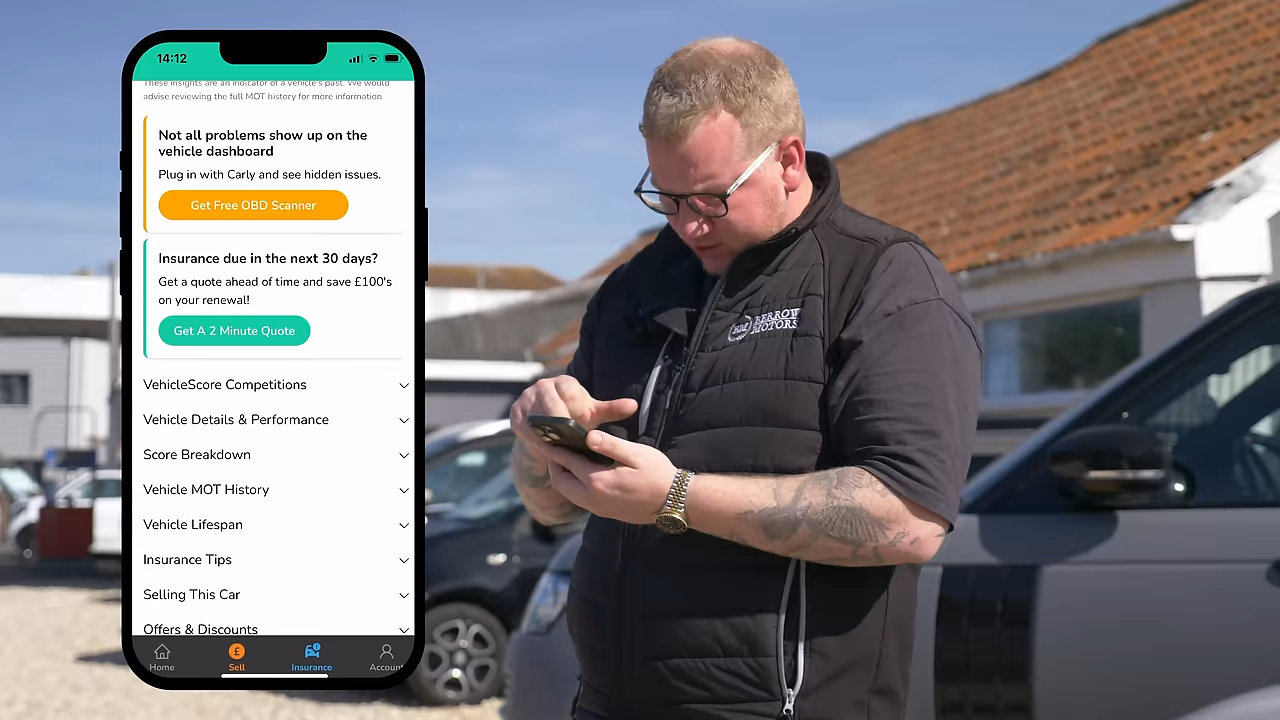 14:12
These insights are an indicator of a vehicle's past. We would
advise reviewing the full MOT history for more information
Not all problems show up on the
vehicle dashboard
Plug in with Carly and see hidden issues.
Get Free OBD Scanner
Insurance due in the next 30 days?
Get a quote ahead of time and save £100's
on your renewal!
Get A 2 Minute Quote
VehicleScore Competitions
Vehicle Details & Performance
Score Breakdown
Vehicle MOT History
Vehicle Lifespan
Insurance Tips
Selling This Car
Offers & Discounts
£
Home
Sell
Insurance
Account
BM BERROW
MOTORS